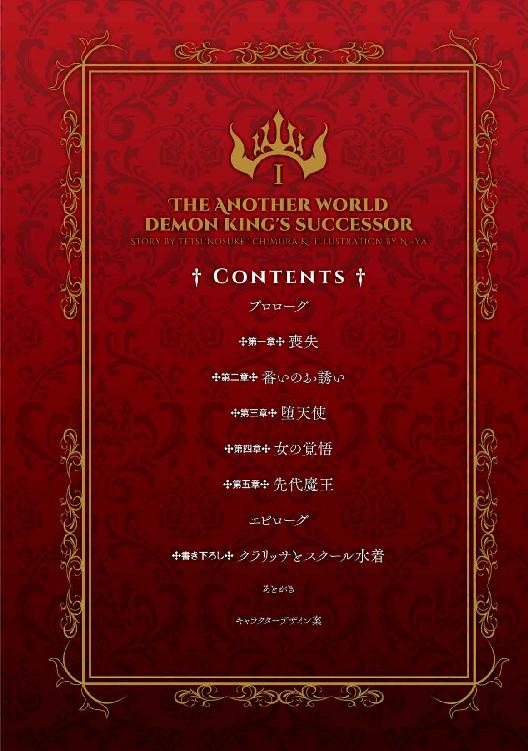 I
THE ANOTHER WORLD
DEMON KING'S SUCCESSOR
STORY BY TETSUNOSUKE CHIMURA & ILLUSTRATION BY N-YA
† CONTENTS †
プロローグ
✣第一章✣ 喪失
✣第二章✣ 番いのお誘い
✣第三章✣ 堕天使
✣第四章✣ 女の覚悟
✣第五章✣ 先代魔王
エピローグ
✣書き下ろし✣ クラリッサとスクール水着
あとがき
キャラクターデザイン案